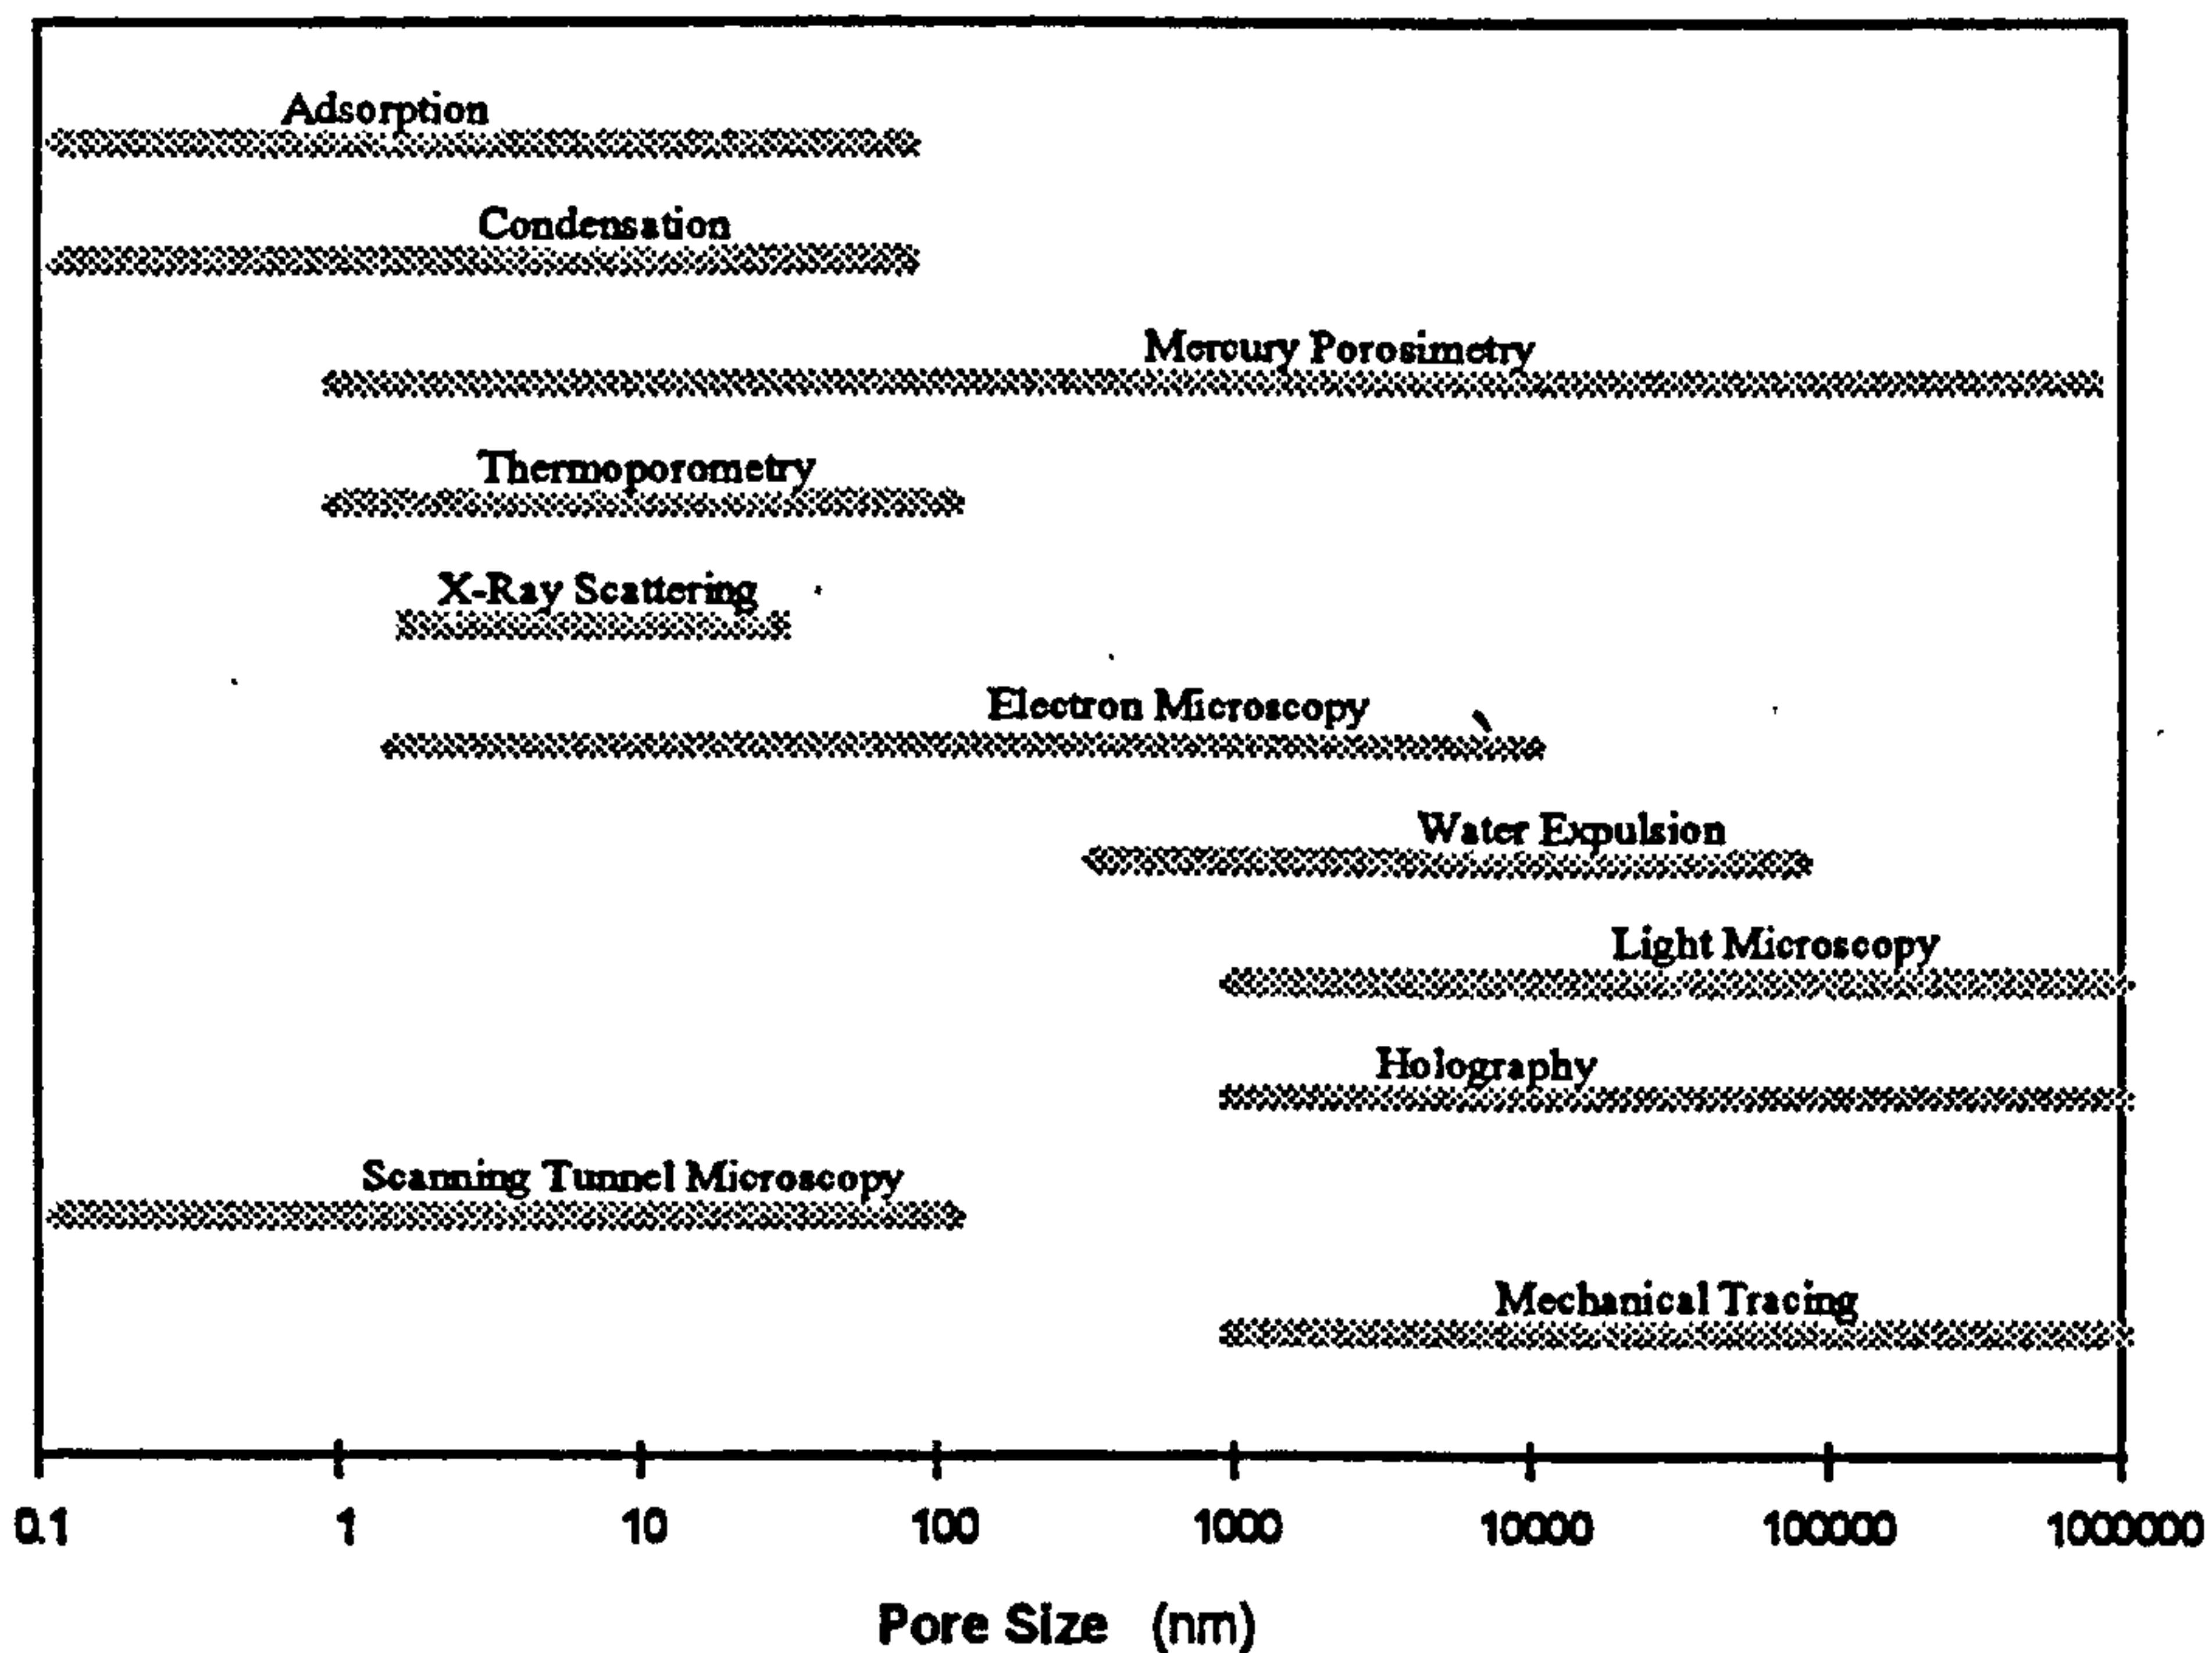 Adsorption
Condensation
Mercury Porosimetry
Thermoporometry
X-Ray Scattering
Electron Microscopy
Water Expulsion
Light Microscopy
Holography
Scanning Tunnel Microscopy
Mechanical Tracing
0.1 1 10 100 1000 10000 100000 1000000
Pore Size (nm)